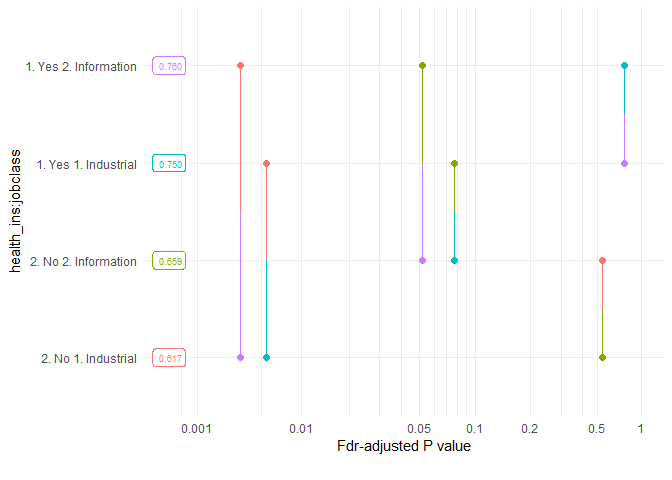 1. Yes 2. Information 0.760
1. Yes 1. Industrial 0.750
2. No 2. Information 0.659
2. No 1. Industrial 0.617
health_ins:jobclass
0.001 0.01 0.05 0.1 0.2 0.5 1
Fdr-adjusted P value